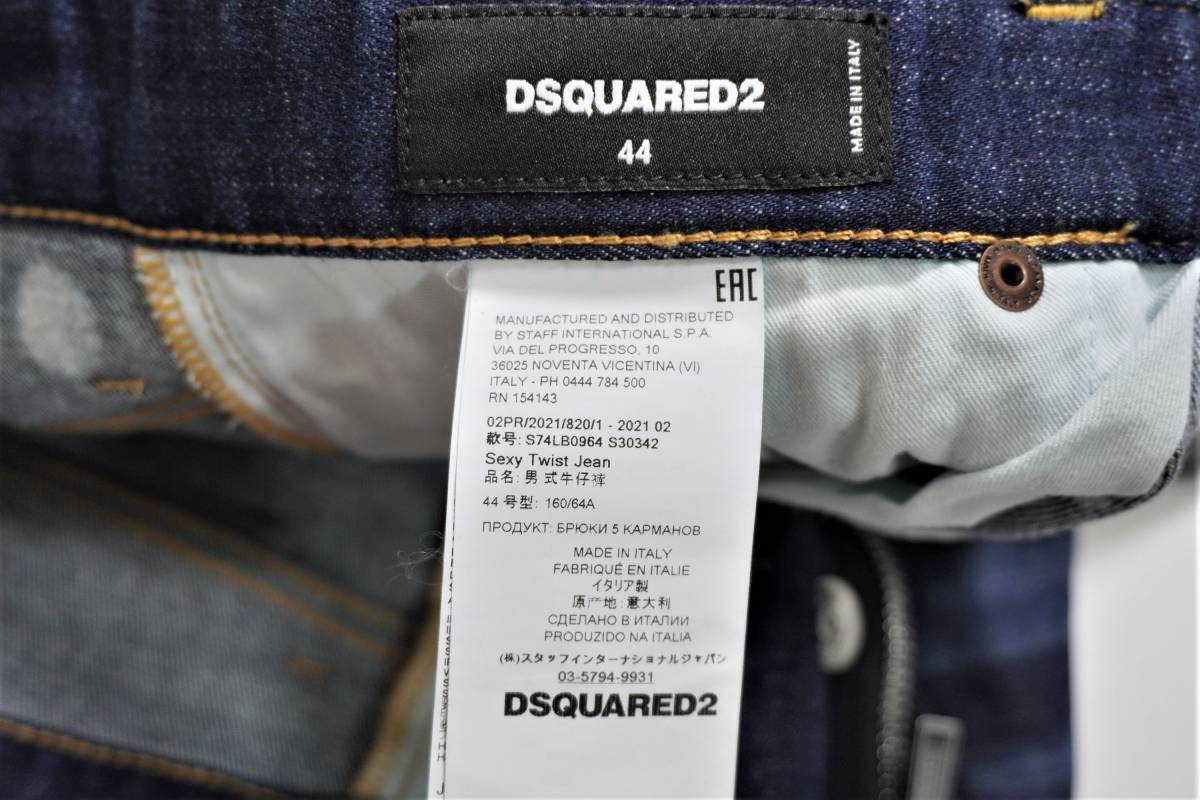 DSQUARED2
44
MADE IN ITALY
EAC
MANUFACTURED AND DISTRIBUTED
BY STAFF INTERNATIONAL S.P.A.
VIA DEL PROGRESSO, 10
36025 NOVENTA VICENTINA (VI)
ITALY - PH 0444 784 500
RN 154143
02PR/2021/820/1 - 2021 02
款号: S74LB0964 S30342
Sexy Twist Jean
品名: 男 式牛仔裤
44 号型: 160/64A
ПРОДУКТ: БРЮКИ 5 КАРМАНОВ
MADE IN ITALY
FABRIQUÉ EN ITALIE
イタリア製
原产地: 意大利
СДЕЛАНО В ИТАЛИИ
PRODUZIDO NA ITALIA
(株)スタッフインターナショナルジャパン
03-5794-9931
DSQUARED2